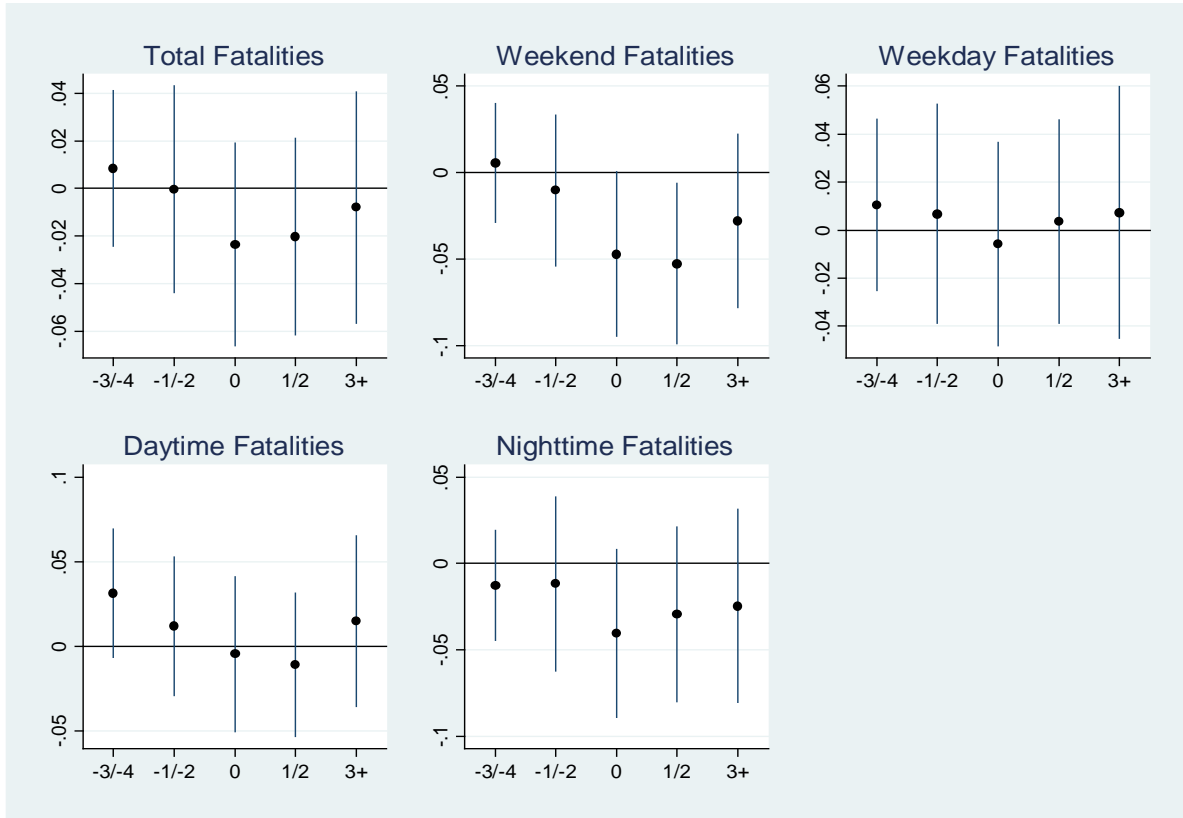 Total Fatalities
.04
.02
0
-.02
-.04
-.06
-3/-4 -1/-2 0 1/2 3+
Weekend Fatalities
.05
0
-.05
-.1
-3/-4 -1/-2 0 1/2 3+
Weekday Fatalities
.06
.04
.02
0
-.02
-.04
-3/-4 -1/-2 0 1/2 3+
Daytime Fatalities
.1
.05
0
-.05
-3/-4 -1/-2 0 1/2 3+
Nighttime Fatalities
.05
0
-.05
-.1
-3/-4 -1/-2 0 1/2 3+